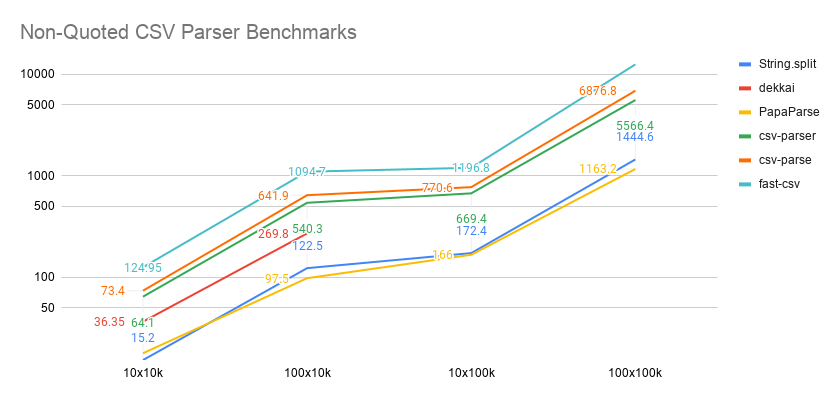 Non-Quoted CSV Parser Benchmarks
10000
5000
1000
500
100
50
124.95
73.4
36.35
64.1
15.2
1094.7
641.9
540.3
269.8
122.5
97.5
1196.8
770.6
669.4
172.4
166
6876.8
5566.4
1444.6
1163.2
10x10k
100x10k
10x100k
100x100k
String.split
dekkai
PapaParse
csv-parser
csv-parse
fast-csv